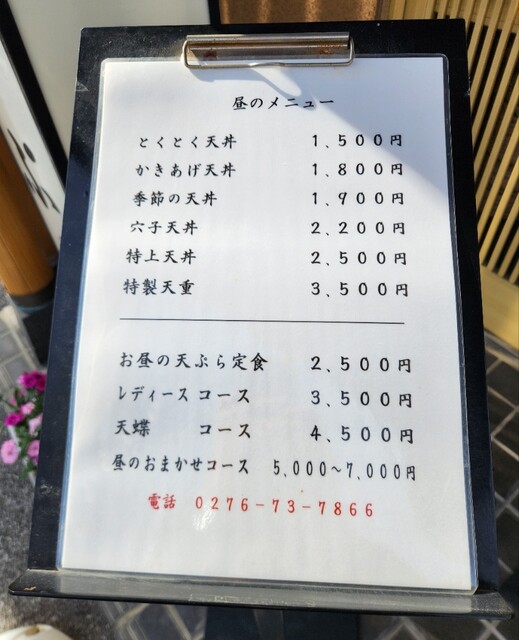 昼のメニュー
とくとく天丼 1、500円
かきあげ天丼 1、800円
季節の天丼 1、900円
穴子天丼 2、200円
特上天丼 2、500円
特製天重 3、500円
お昼の天ぷら定食 2、500円
レディース コース 3、500円
天蝶 コース 4、500円
昼のおまかせコース 5,000〜7,000円
電話 0276-73-7866